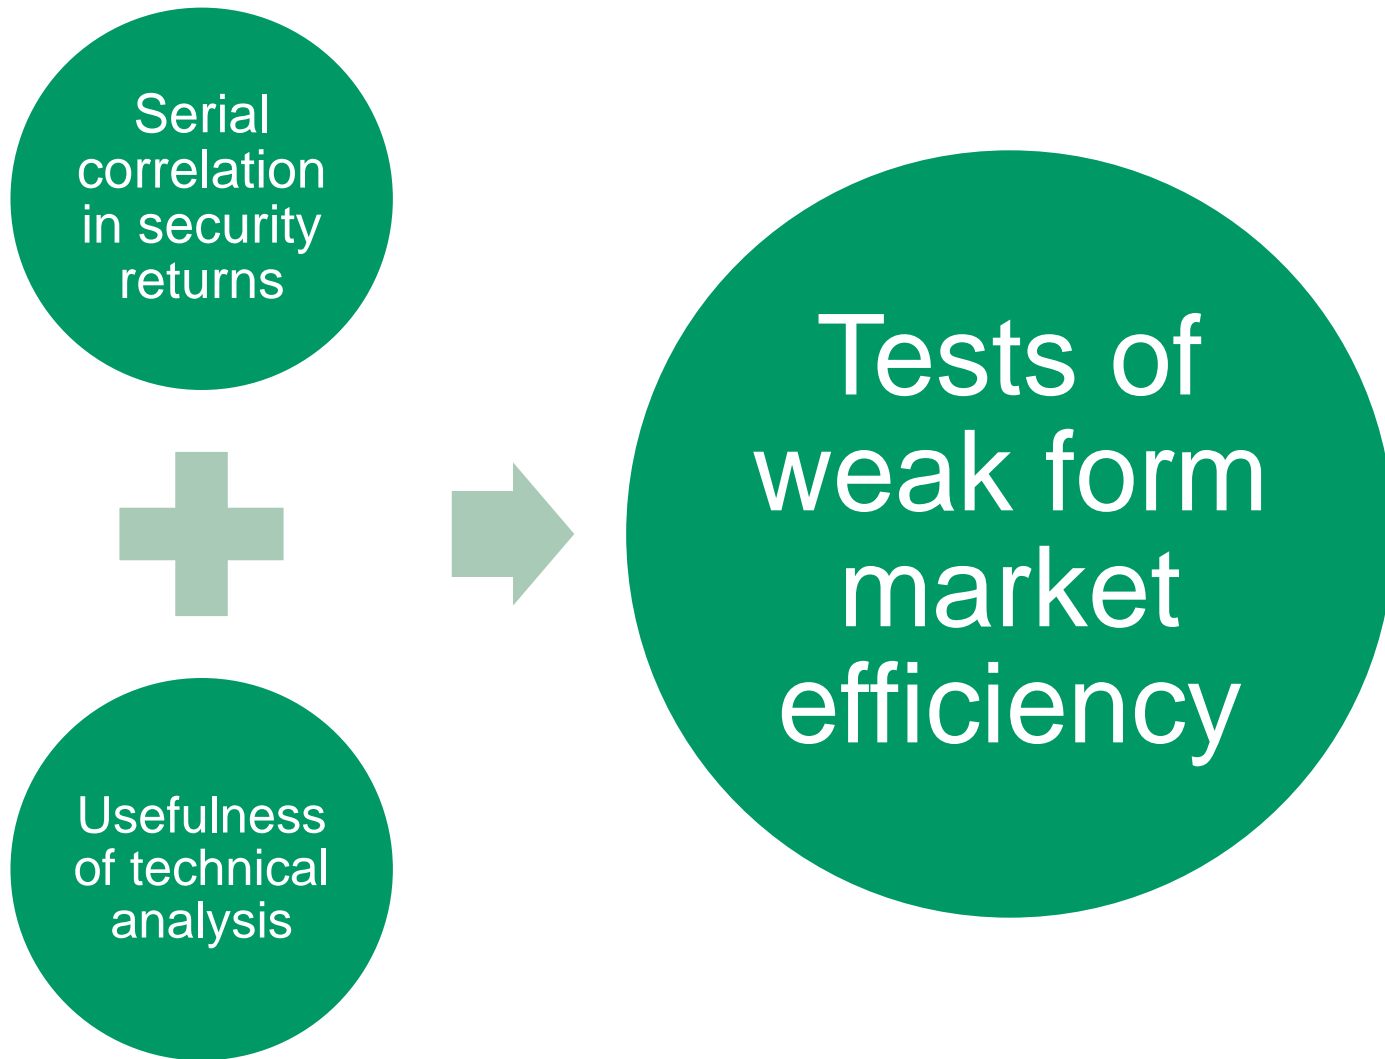 Serial
correlation
in security
returns
Usefulness
of technical
analysis
Tests of
weak form
market
efficiency